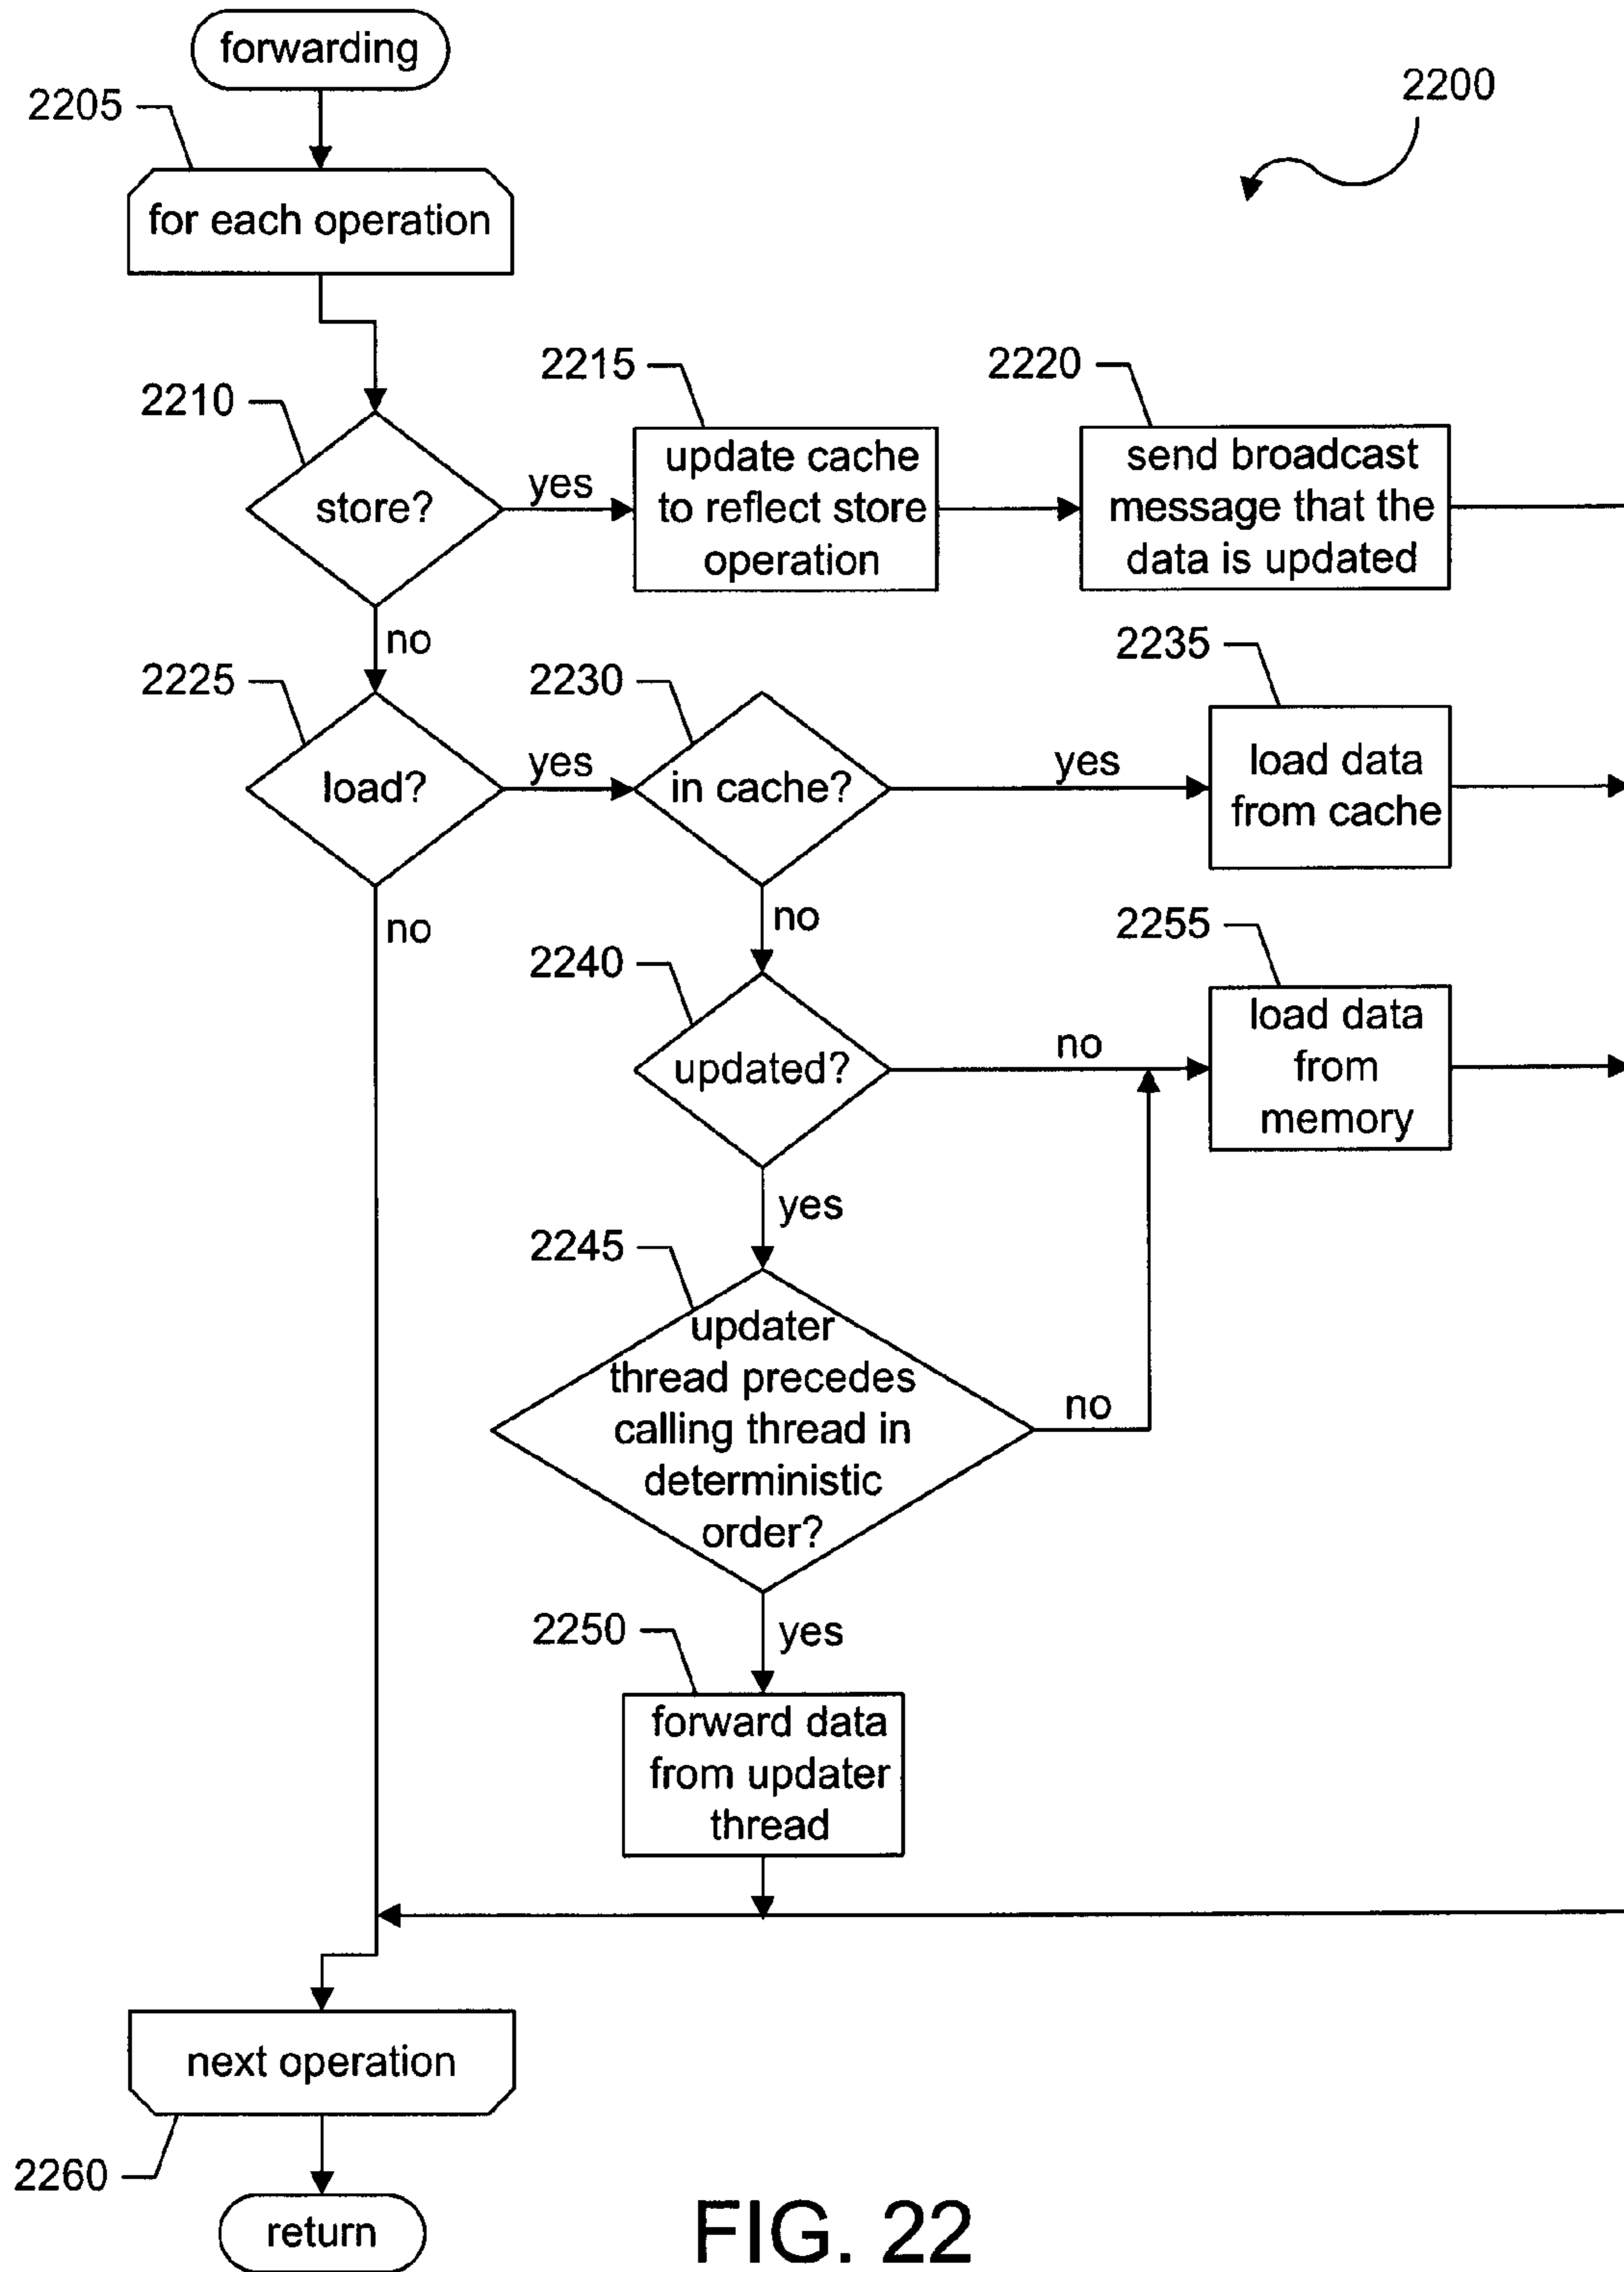 forwarding
2200
2205
for each operation
2210
store?
yes
2215
update cache
to reflect store
operation
2220
send broadcast
message that the
data is updated
no
2225
load?
yes
2230
in cache?
yes
2235
load data
from cache
no
no
2240
updated?
no
2255
load data
from
memory
yes
2245
updater
thread precedes
calling thread in
deterministic
order?
no
yes
2250
forward data
from updater
thread
next operation
2260
return
FIG. 22